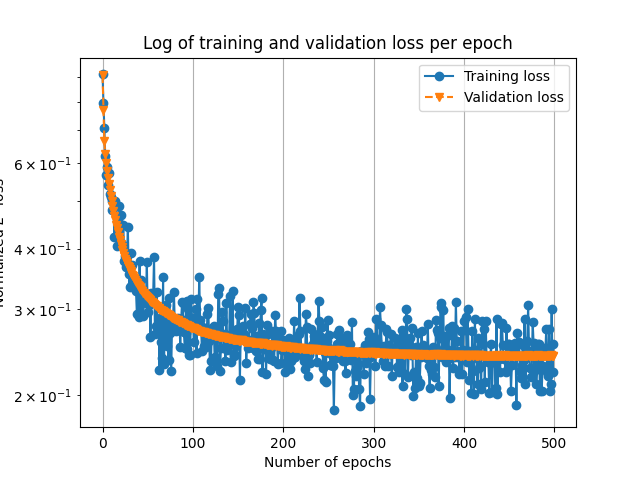 Log of training and validation loss per epoch
Training loss
Validation loss
6 × 10⁻¹
4 × 10⁻¹
3 × 10⁻¹
2 × 10⁻¹
loss
0 100 200 300 400 500
Number of epochs